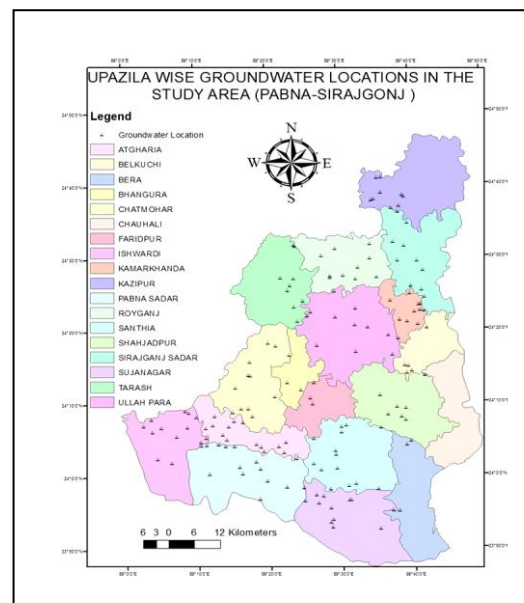 UPAZILA WISE GROUNDWATER LOCATIONS IN THE
STUDY AREA (PABNA-SIRAJGONJ )
Legend
Groundwater Location
ATGHARIA
BELKUCHI
BERA
BHANGURA
CHATMOHAR
CHAUHALI
FARIDPUR
ISHWARDI
KAMARKHANDA
KAZIPUR
PABNA SADAR
ROYGANJ
SANTHIA
SHAHJADPUR
SIRAJGANJ SADAR
SUJANAGAR
TARASH
ULLAH PARA
N
W E
S
6 3 0 6 12 Kilometers